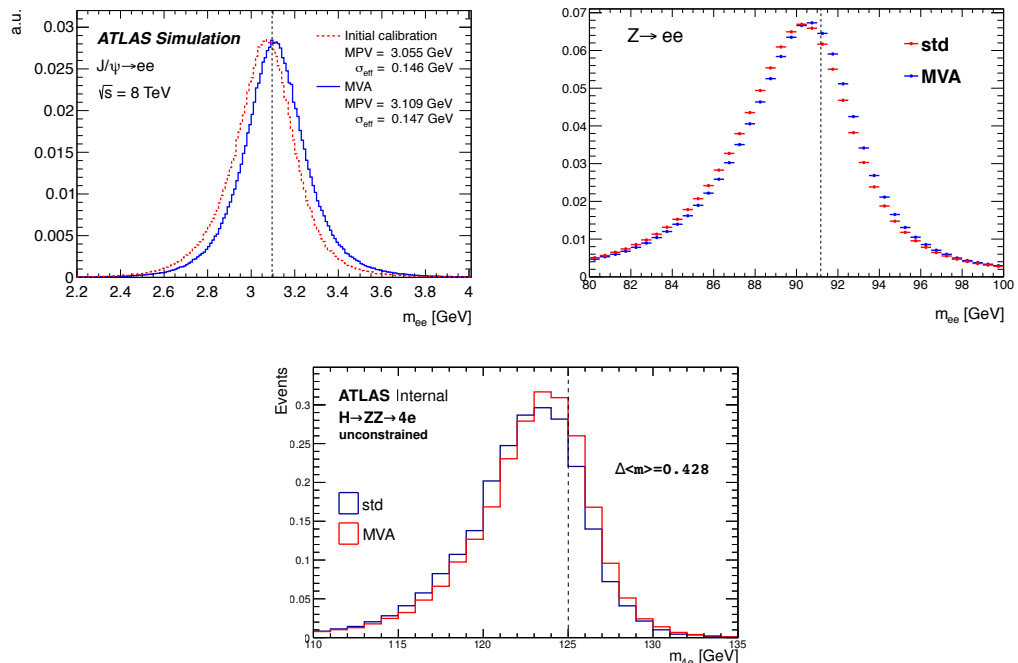 a.u.
0.03
0.025
0.02
0.015
0.01
0.005
0
ATLAS Simulation
J/ψ→ee
√s = 8 TeV
Initial calibration
MPV = 3.055 GeV
σeff = 0.146 GeV
MVA
MPV = 3.109 GeV
σeff = 0.147 GeV
2.2 2.4 2.6 2.8 3 3.2 3.4 3.6 3.8 4
mee [GeV]
0.07
0.06
0.05
0.04
0.03
0.02
0.01
0
Z→ ee
std
MVA
80 82 84 86 88 90 92 94 96 98 100
mee [GeV]
Events
0.3
0.25
0.2
0.15
0.1
0.05
0
ATLAS Internal
H→ZZ→4e
unconstrained
Δ<m>=0.428
std
MVA
110 115 120 125 130 135
m4e [GeV]